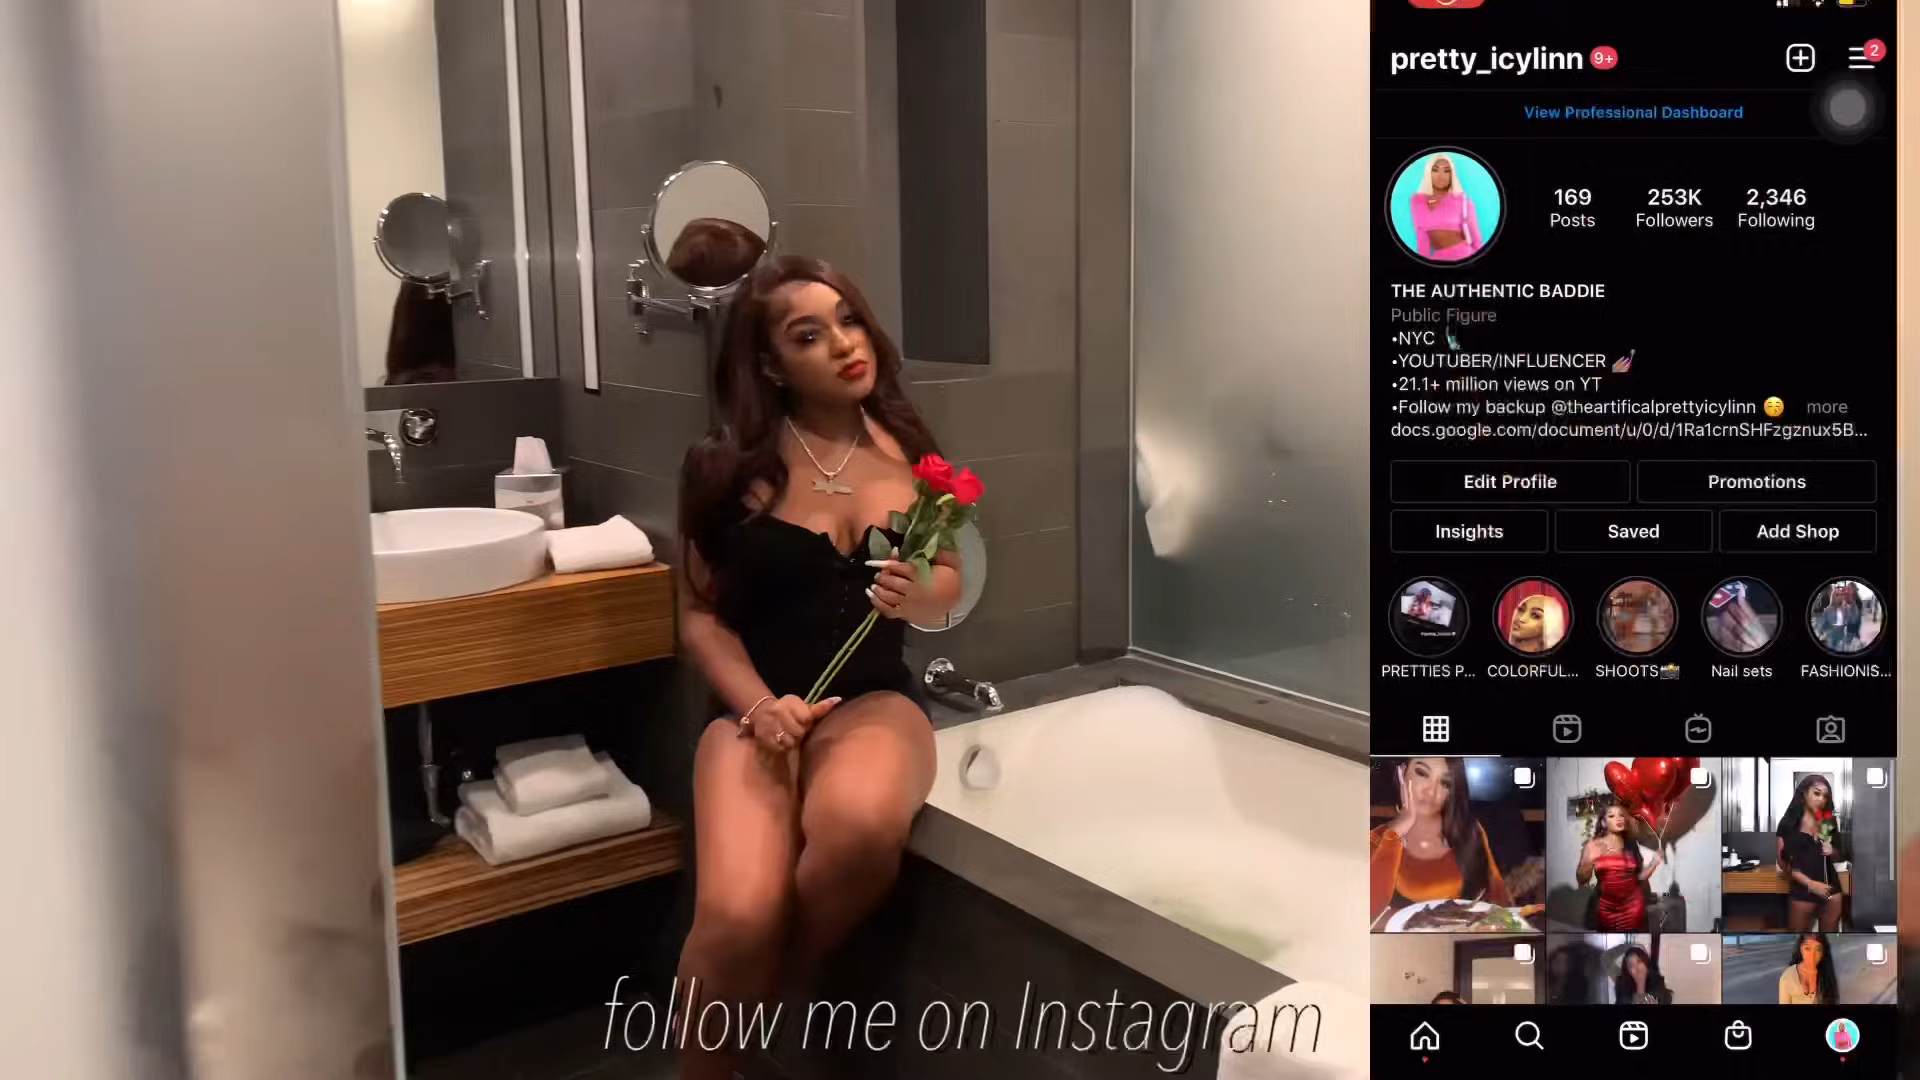 pretty_icylinn 9+
2
View Professional Dashboard
169 253K 2,346
Posts Followers Following
THE AUTHENTIC BADDIE
Public Figure
•NYC
•YOUTUBER/INFLUENCER
•21.1+ million views on YT
•Follow my backup @theartificalprettyicylinn more
docs.google.com/document/u/0/d/1Ra1crnSHFzgznux5B...
Edit Profile Promotions
Insights Saved Add Shop
PRETTIES P... COLORFUL... SHOOTS Nail sets FASHIONIS...
follow me on Instagram